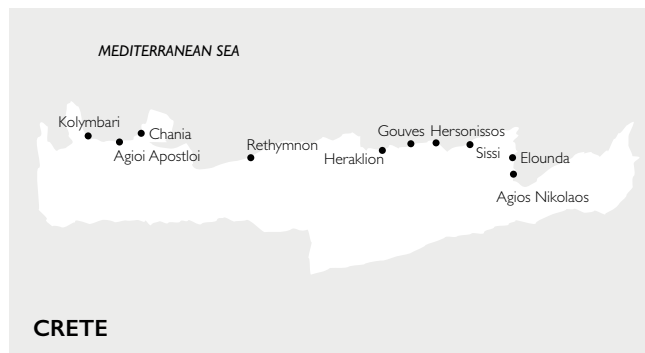 MEDITERRANEAN SEA
Kolymbari
Chania
Agioi Apostloi
Rethymnon
Heraklion
Gouves
Hersonissos
Sissi
Elounda
Agios Nikolaos
CRETE